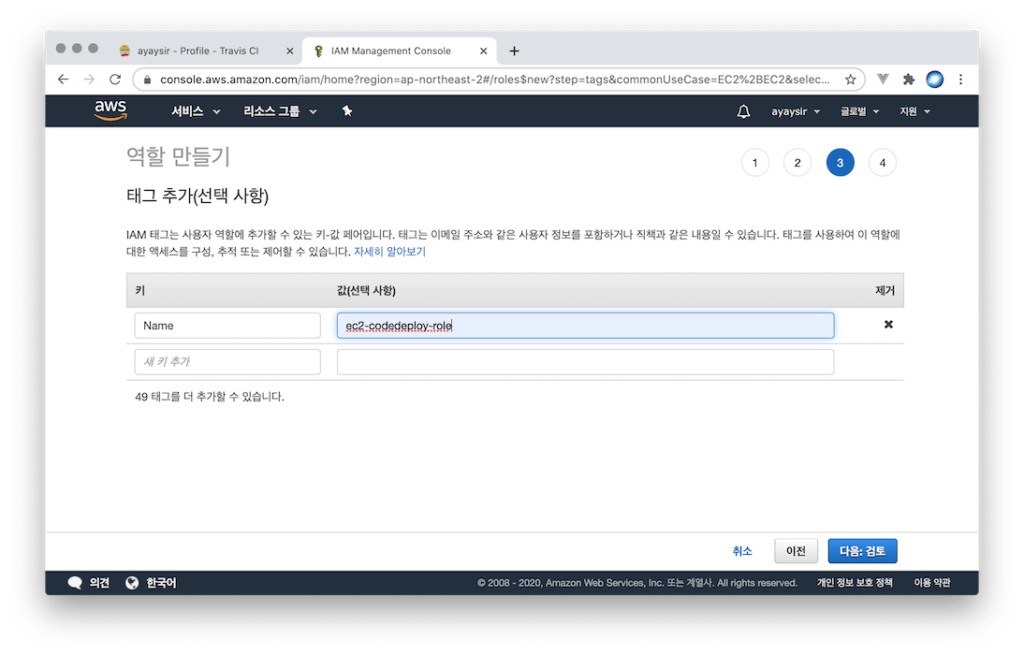 ayaysir - Profile - Travis CI
IAM Management Console
console.aws.amazon.com/iam/home?region=ap-northeast-2#/roles$new?step=tags&commonUseCase=EC2%2BEC2&selec...
aws 서비스 리소스 그룹 ayaysir 글로벌 지원
역할 만들기
1 2 3 4
태그 추가(선택 사항)
IAM 태그는 사용자 역할에 추가할 수 있는 키-값 페어입니다. 태그는 이메일 주소와 같은 사용자 정보를 포함하거나 직책과 같은 내용일 수 있습니다. 태그를 사용하여 이 역할에
대한 액세스를 구성, 추적 또는 제어할 수 있습니다. 자세히 알아보기
키 값(선택 사항) 제거
Name ec2-codedeploy-role
새 키 추가
49 태그를 더 추가할 수 있습니다.
취소 이전 다음: 검토
의견 한국어 © 2008 - 2020, Amazon Web Services, Inc. 또는 계열사. All rights reserved. 개인 정보 보호 정책 이용 약관